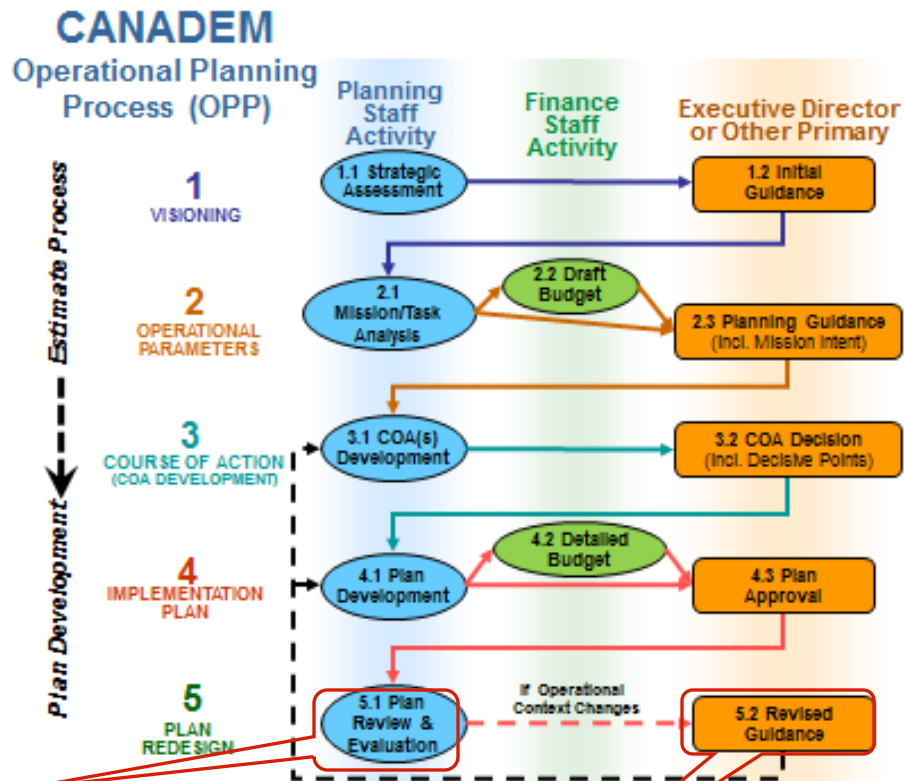 CANADEM
Operational Planning
Process (OPP)
Planning
Staff
Activity
Finance
Staff
Activity
Executive Director
or Other Primary
Estimate Process
Plan Development
1
VISIONING
1.1 Strategic
Assessment
1.2 Initial
Guidance
2
OPERATIONAL
PARAMETERS
2.1
Mission/Task
Analysis
2.2 Draft
Budget
2.3 Planning Guidance
(Incl. Mission Intent)
3
COURSE OF ACTION
(COA DEVELOPMENT)
3.1 COA(s)
Development
3.2 COA Decision
(Incl. Decisive Points)
4
IMPLEMENTATION
PLAN
4.1 Plan
Development
4.2 Detailed
Budget
4.3 Plan
Approval
5
PLAN
REDESIGN
5.1 Plan
Review &
Evaluation
If Operational
Context Changes
5.2 Revised
Guidance